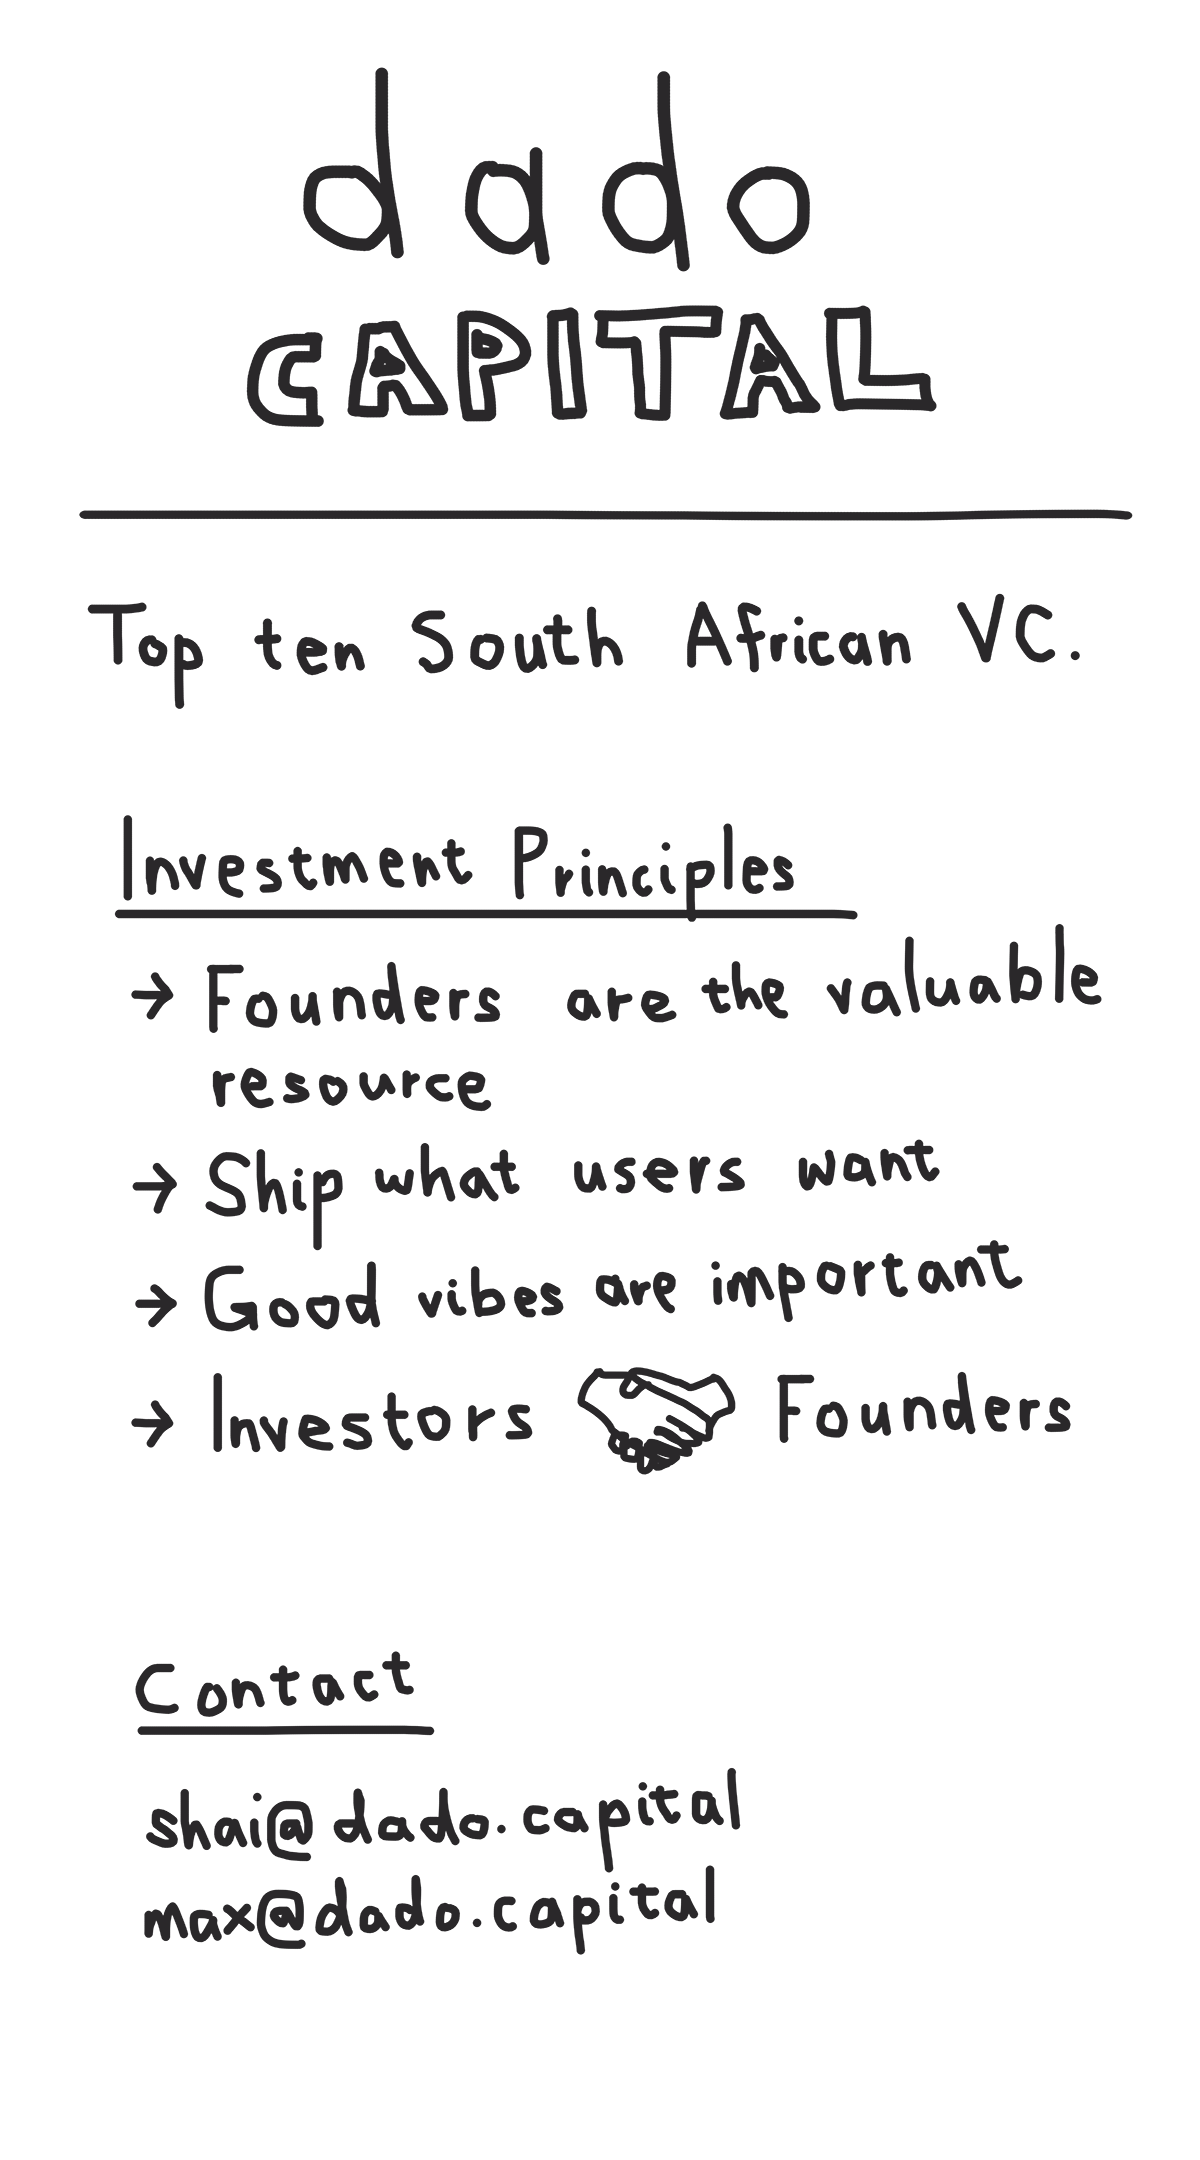 dado
CAPITAL
Top ten South African VC.
Investment Principles
→ Founders are the valuable
resource
→ Ship what users want
→ Good vibes are important
→ Investors 🤝 Founders
Contact
shai@dado.capital
max@dado.capital